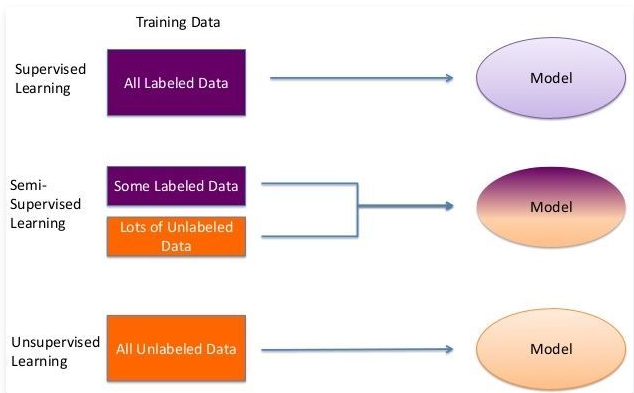 Training Data
Supervised
Learning
All Labeled Data
Model
Semi-
Supervised
Learning
Some Labeled Data
Lots of Unlabeled
Data
Model
Unsupervised
Learning
All Unlabeled Data
Model